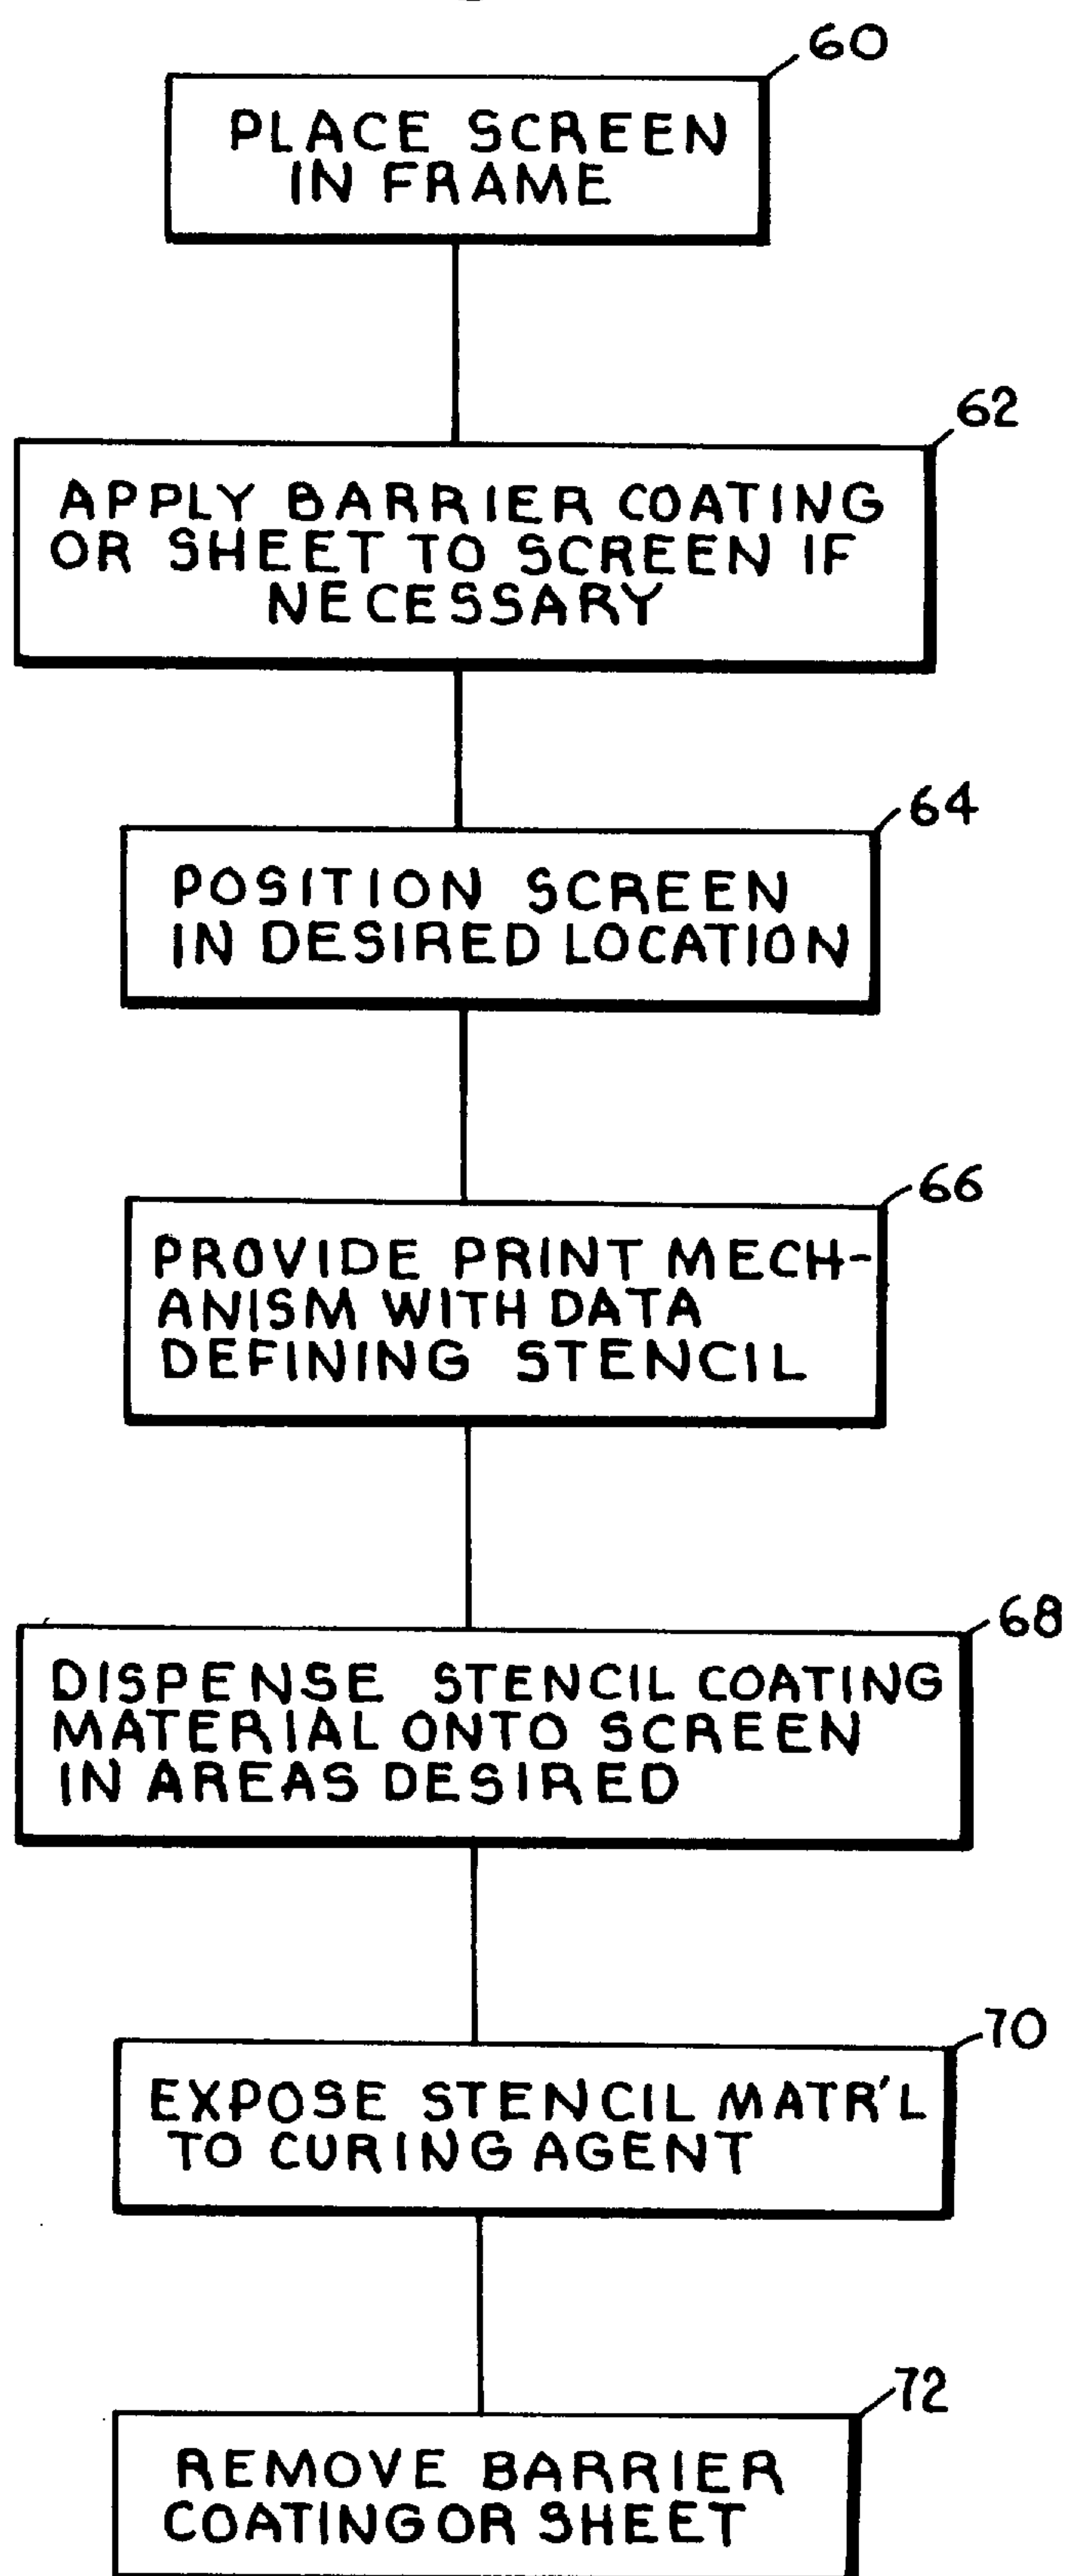 60
PLACE SCREEN
IN FRAME
62
APPLY BARRIER COATING
OR SHEET TO SCREEN IF
NECESSARY
64
POSITION SCREEN
IN DESIRED LOCATION
66
PROVIDE PRINT MECH-
ANISM WITH DATA
DEFINING STENCIL
68
DISPENSE STENCIL COATING
MATERIAL ONTO SCREEN
IN AREAS DESIRED
70
EXPOSE STENCIL MATR'L
TO CURING AGENT
72
REMOVE BARRIER
COATING OR SHEET